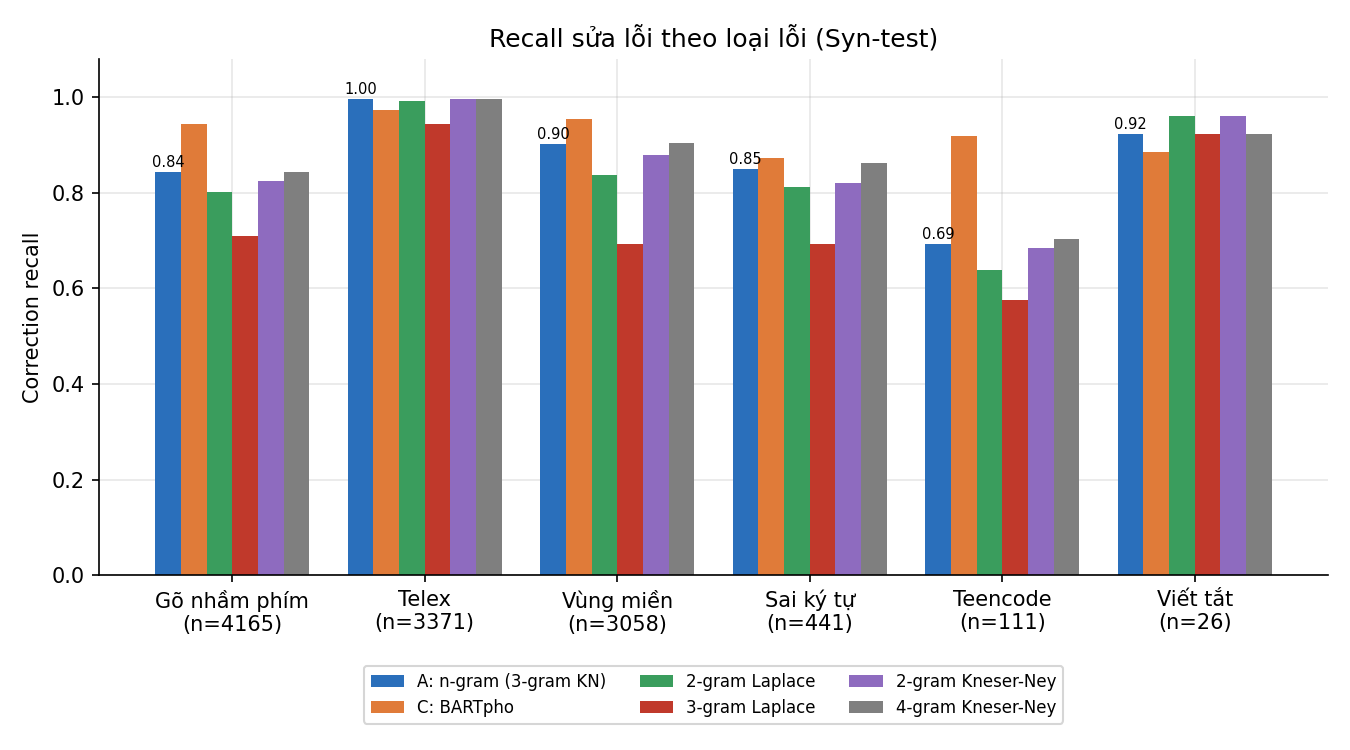 Recall sửa lỗi theo loại lỗi (Syn-test)
Correction recall
1.0
0.8
0.6
0.4
0.2
0.0
0.84
1.00
0.90
0.85
0.69
0.92
Gõ nhầm phím
(n=4165)
Telex
(n=3371)
Vùng miền
(n=3058)
Sai ký tự
(n=441)
Teencode
(n=111)
Viết tắt
(n=26)
A: n-gram (3-gram KN)
C: BARTpho
2-gram Laplace
3-gram Laplace
2-gram Kneser-Ney
4-gram Kneser-Ney